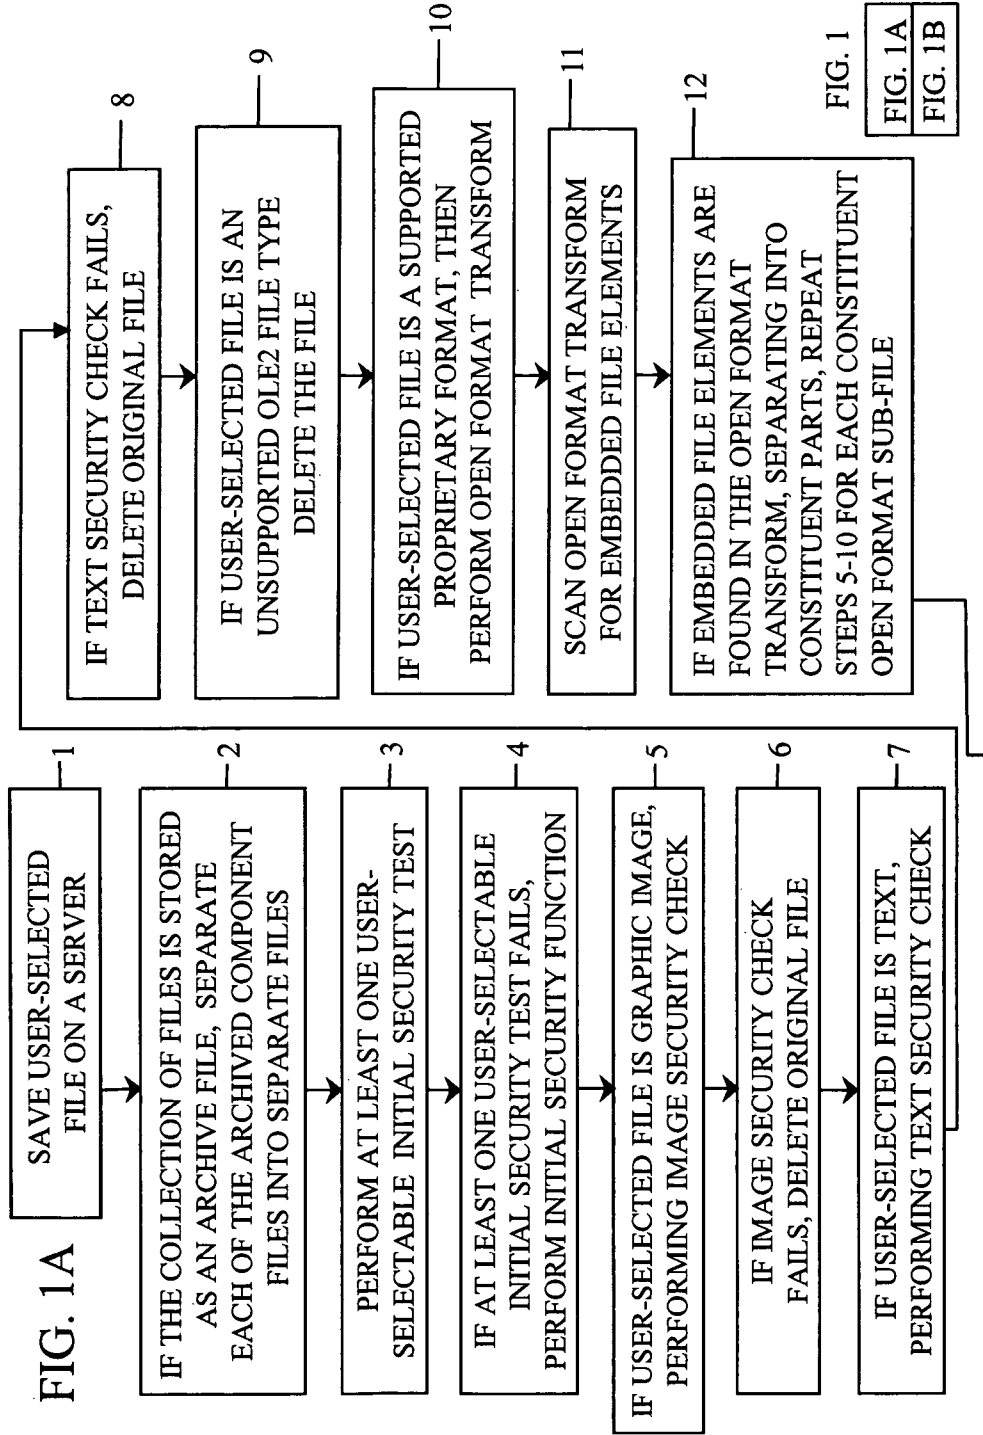 FIG. 1A
SAVE USER-SELECTED
FILE ON A SERVER
1
IF THE COLLECTION OF FILES IS STORED
AS AN ARCHIVE FILE, SEPARATE
EACH OF THE ARCHIVED COMPONENT
FILES INTO SEPARATE FILES
2
PERFORM AT LEAST ONE USER-
SELECTABLE INITIAL SECURITY TEST
3
IF AT LEAST ONE USER-SELECTABLE
INITIAL SECURITY TEST FAILS,
PERFORM INITIAL SECURITY FUNCTION
4
IF USER-SELECTED FILE IS GRAPHIC IMAGE,
PERFORMING IMAGE SECURITY CHECK
5
IF IMAGE SECURITY CHECK
FAILS, DELETE ORIGINAL FILE
6
IF USER-SELECTED FILE IS TEXT,
PERFORMING TEXT SECURITY CHECK
7
IF TEXT SECURITY CHECK FAILS,
DELETE ORIGINAL FILE
8
IF USER-SELECTED FILE IS AN
UNSUPPORTED OLE2 FILE TYPE
DELETE THE FILE
9
IF USER-SELECTED FILE IS A SUPPORTED
PROPRIETARY FORMAT, THEN
PERFORM OPEN FORMAT TRANSFORM
10
SCAN OPEN FORMAT TRANSFORM
FOR EMBEDDED FILE ELEMENTS
11
IF EMBEDDED FILE ELEMENTS ARE
FOUND IN THE OPEN FORMAT
TRANSFORM, SEPARATING INTO
CONSTITUENT PARTS, REPEAT
STEPS 5-10 FOR EACH CONSTITUENT
OPEN FORMAT SUB-FILE
12
FIG. 1
FIG. 1A
FIG. 1B